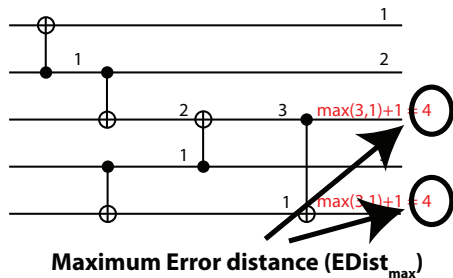 1
1 2
2 3 max(3,1)+1 = 4
1
1 max(3,1)+1 = 4
Maximum Error distance (EDist_max)